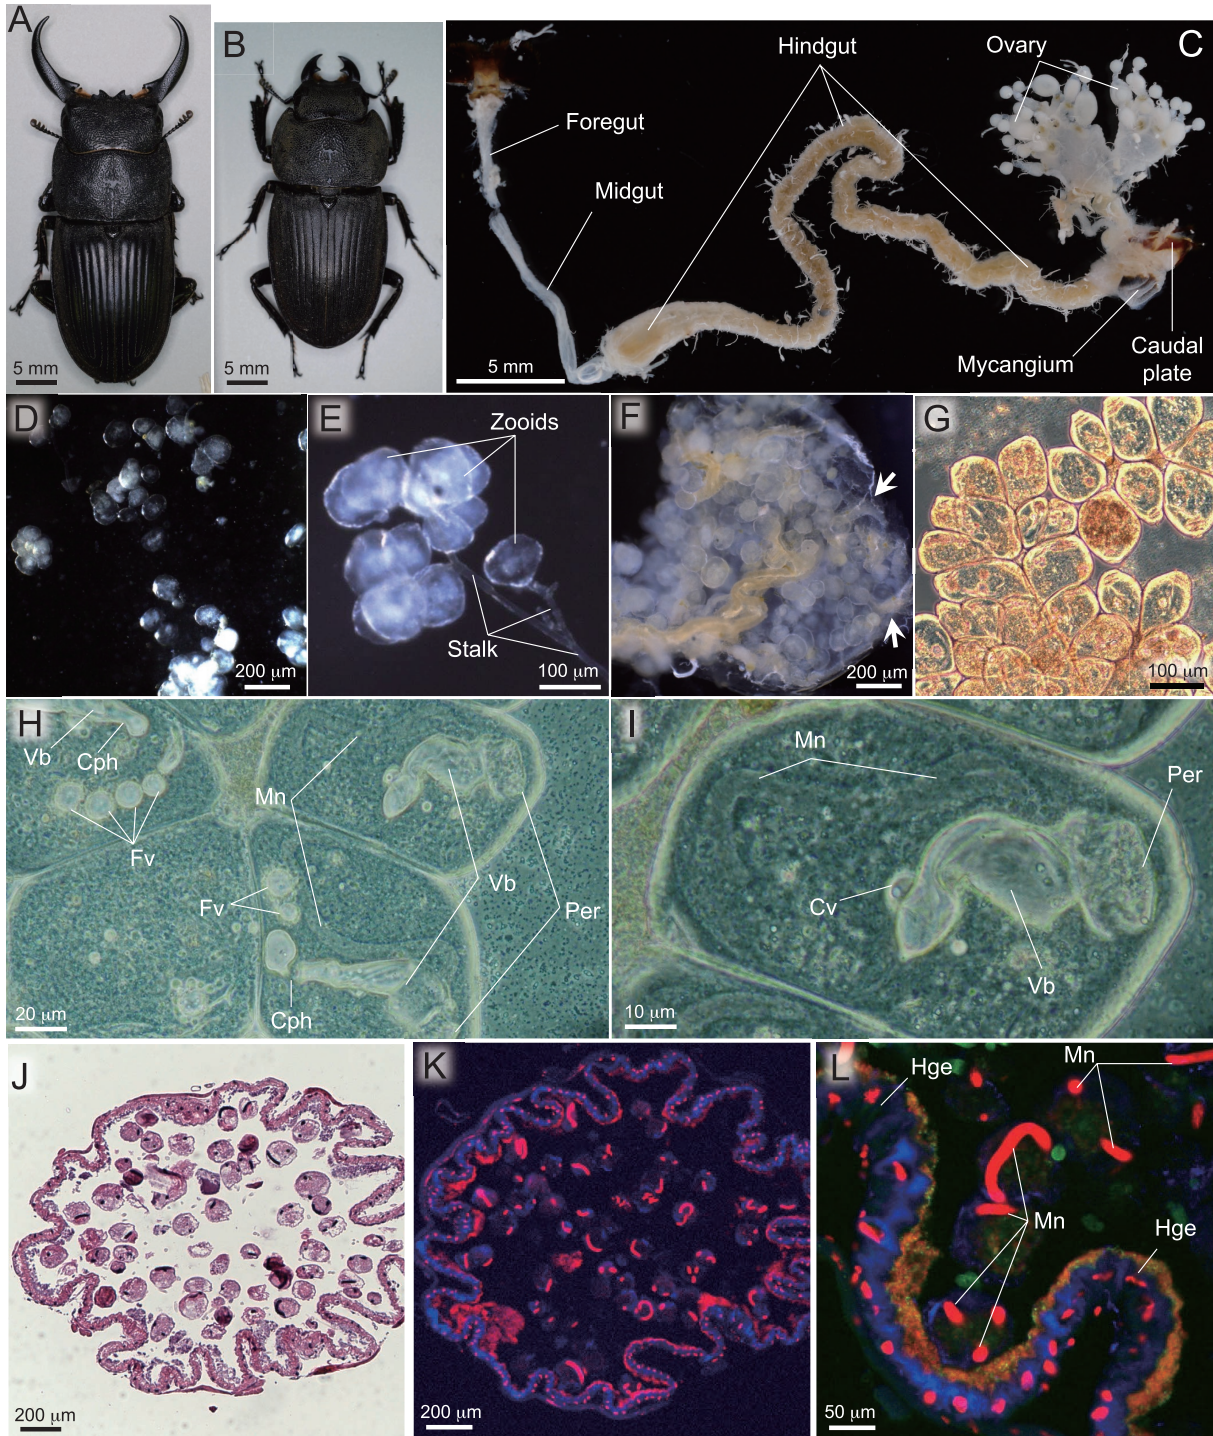 A
5 mm
B
5 mm
C
Hindgut
Ovary
Foregut
Midgut
Mycangium
Caudal
plate
5 mm
D
200 μm
E
Zooids
Stalk
100 μm
F
200 μm
G
100 μm
H
Vb
Cph
Mn
Fv
Fv
Vb
Per
Cph
20 μm
I
Mn
Per
Cv
Vb
10 μm
J
200 μm
K
200 μm
L
Hge
Mn
Mn
Hge
50 μm